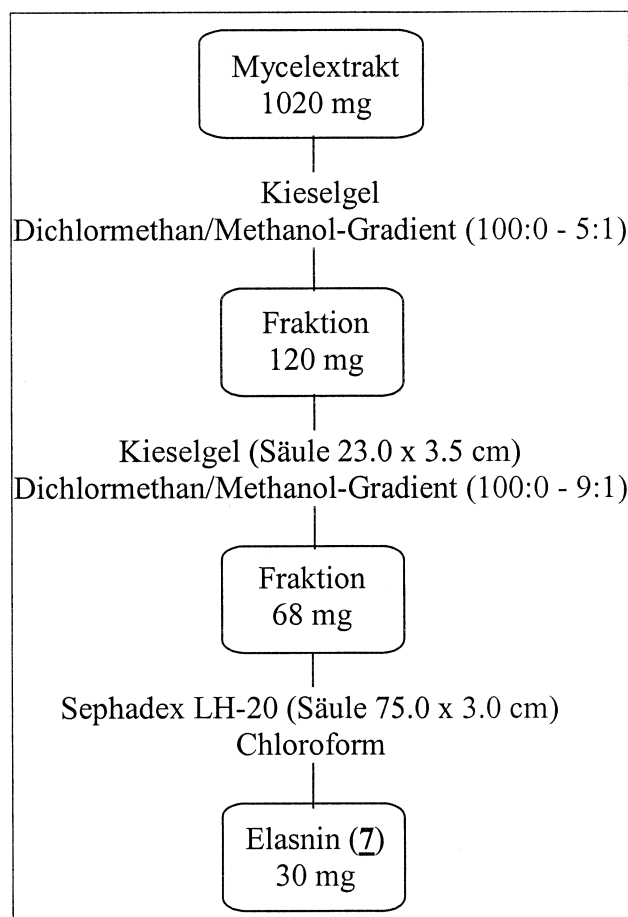 Mycelextrakt
1020 mg
Kieselgel
Dichlormethan/Methanol-Gradient (100:0 - 5:1)
Fraktion
120 mg
Kieselgel (Säule 23.0 x 3.5 cm)
Dichlormethan/Methanol-Gradient (100:0 - 9:1)
Fraktion
68 mg
Sephadex LH-20 (Säule 75.0 x 3.0 cm)
Chloroform
Elasnin (7)
30 mg